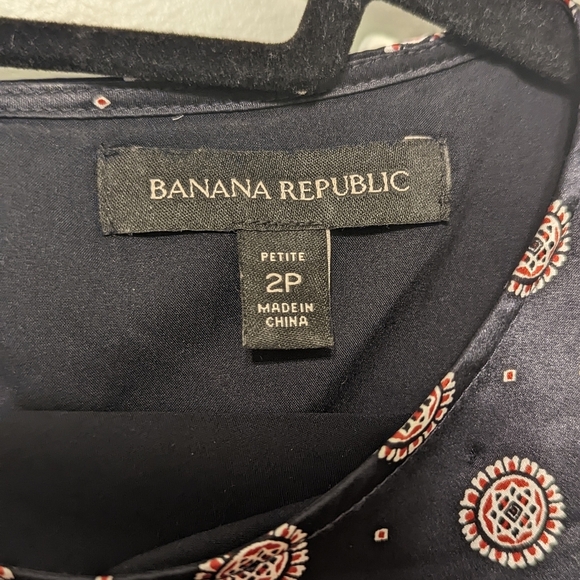 BANANA REPUBLIC
PETITE
2P
MADE IN
CHINA